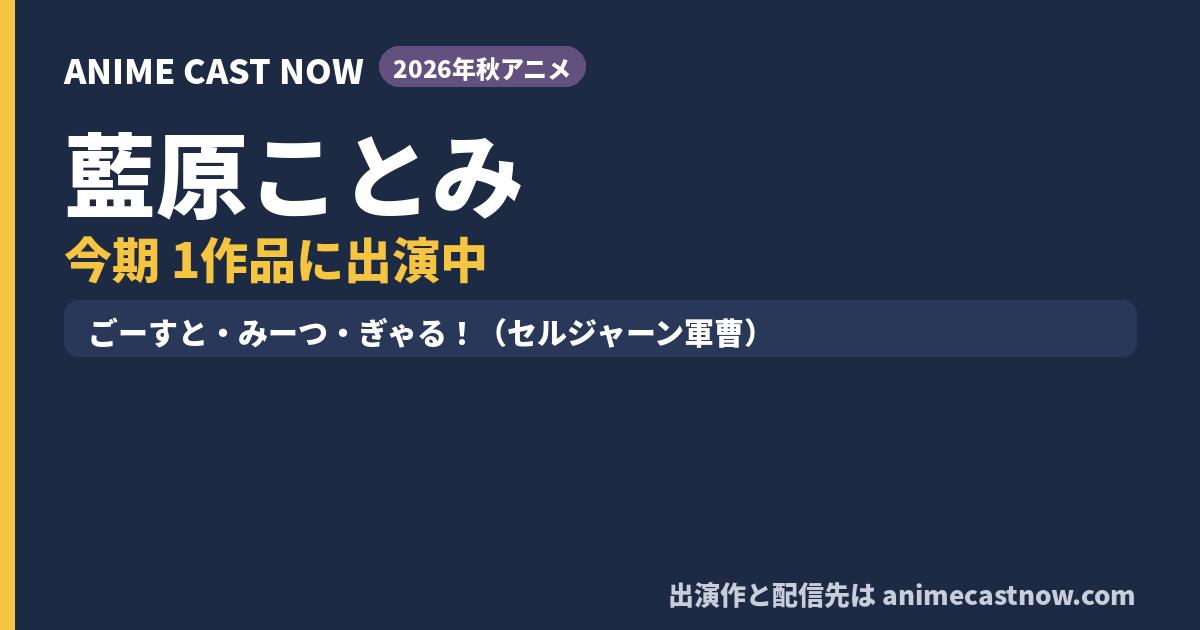 ANIME CAST NOW 2026年秋アニメ
藍原ことみ
今期 1作品に出演中
ごーすと・みーつ・ぎゃる！（セルジャーン軍曹）
出演作と配信先は animecastnow.com